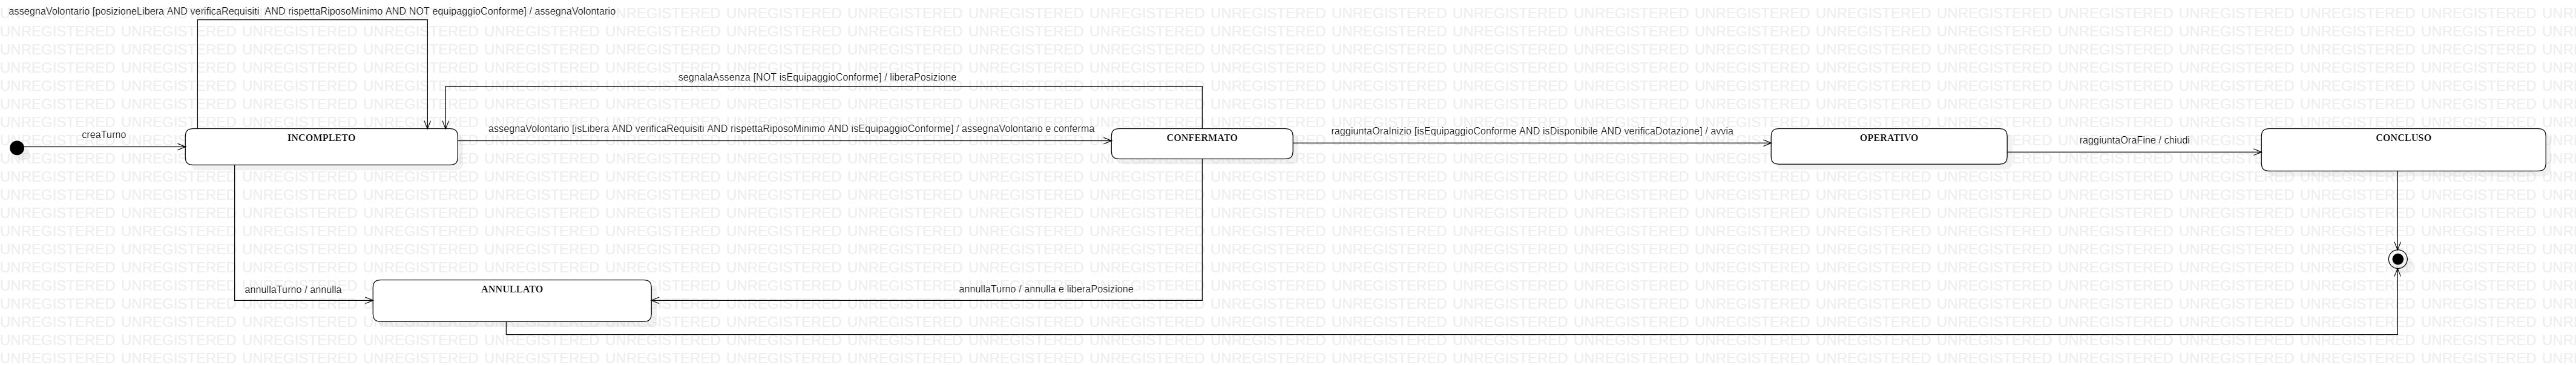 assegnaVolontario [posizioneLibera AND verificaRequisiti  AND rispettaRiposoMinimo AND NOT equipaggioConforme] / assegnaVolontario
segnalaAssenza [NOT isEquipaggioConforme] / liberaPosizione
creaTurno
INCOMPLETO
assegnaVolontario [isLibera AND verificaRequisiti AND rispettaRiposoMinimo AND isEquipaggioConforme] / assegnaVolontario e conferma
CONFERMATO
raggiuntaOraInizio [isEquipaggioConforme AND isDisponibile AND verificaDotazione] / avvia
OPERATIVO
raggiuntaOraFine / chiudi
CONCLUSO
annullaTurno / annulla
ANNULLATO
annullaTurno / annulla e liberaPosizione
UNREGISTERED